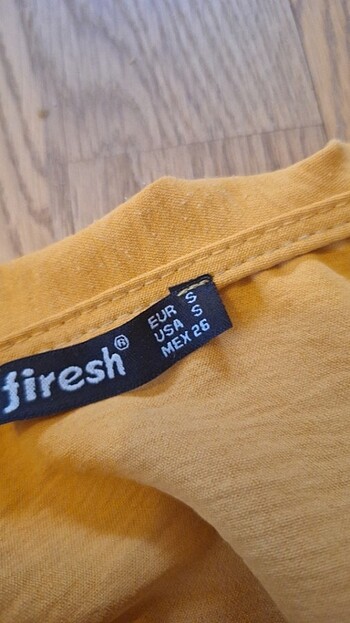 firesh®
EUR S
USA S
MEX 26